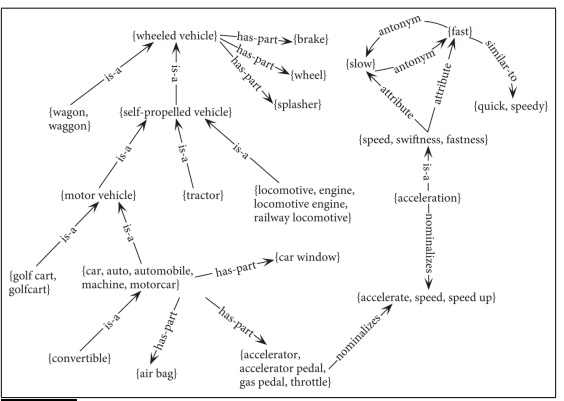 {wheeled vehicle}
has-part
{brake}
has-part
{wheel}
has-part
{splasher}
is-a
is-a
{wagon,
waggon}
{self-propelled vehicle}
antonym
{fast}
{slow}
antonym
similar-to
{quick, speedy}
attribute
attribute
{speed, swiftness, fastness}
is-a
is-a
is-a
{motor vehicle}
{tractor}
{locomotive, engine,
locomotive engine,
railway locomotive}
is-a
{acceleration}
nominalizes
is-a
is-a
{golf cart,
golfcart}
{car, auto, automobile,
machine, motorcar}
has-part
{car window}
{accelerate, speed, speed up}
is-a
has-part
has-part
nominalizes
{convertible}
{air bag}
{accelerator,
accelerator pedal,
gas pedal, throttle}